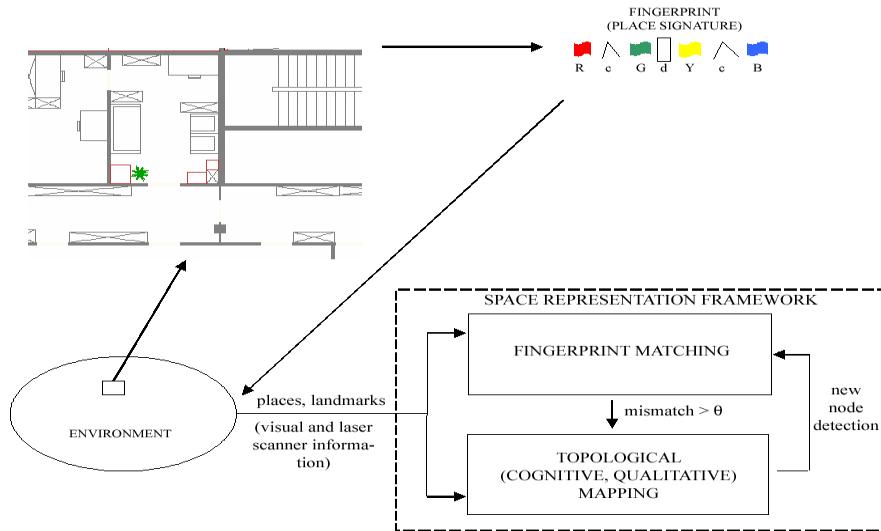 FINGERPRINT
(PLACE SIGNATURE)
R c G d Y c B
SPACE REPRESENTATION FRAMEWORK
FINGERPRINT MATCHING
places, landmarks
(visual and laser
scanner informa-
tion)
mismatch > θ
new
node
detection
ENVIRONMENT
TOPOLOGICAL
(COGNITIVE, QUALITATIVE)
MAPPING